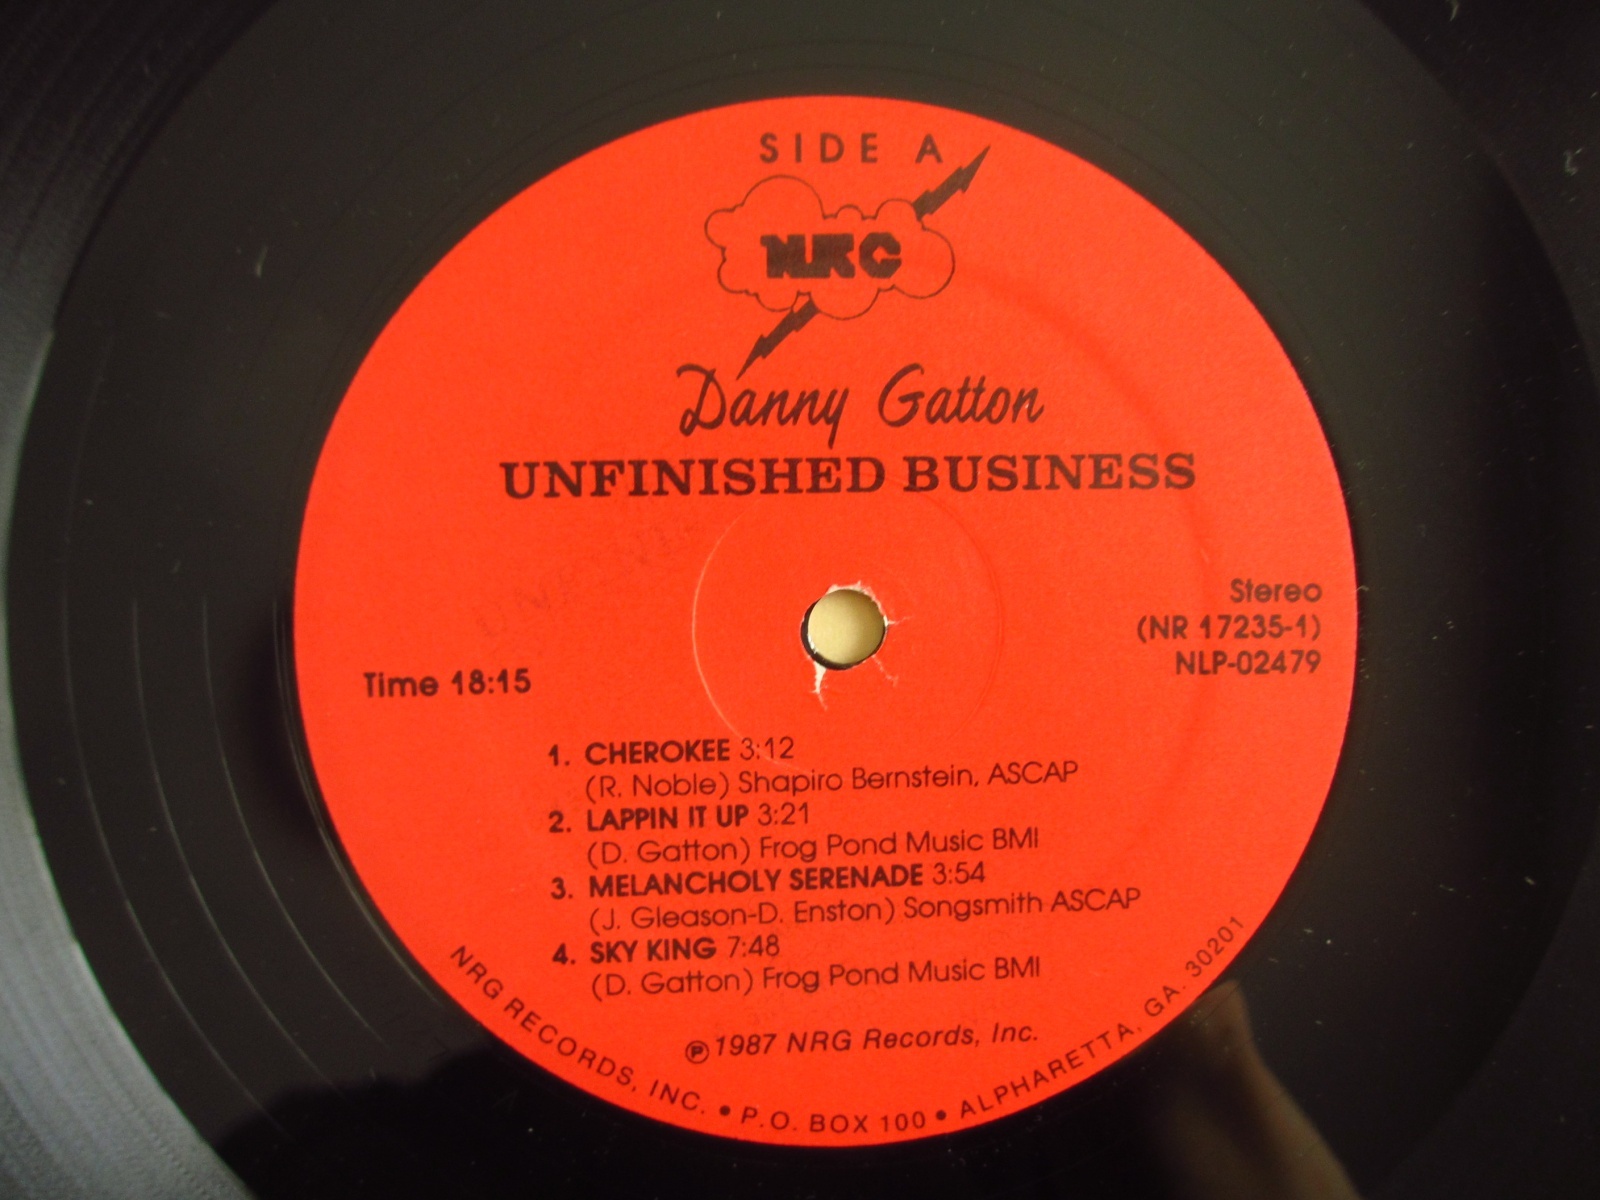 SIDE A
NRG
Danny Gatton
UNFINISHED BUSINESS
Stereo
(NR 17235-1)
NLP-02479
Time 18:15
1. CHEROKEE 3:12
(R. Noble) Shapiro Bernstein, ASCAP
2. LAPPIN IT UP 3:21
(D. Gatton) Frog Pond Music BMI
3. MELANCHOLY SERENADE 3:54
(J. Gleason-D. Enston) Songsmith ASCAP
4. SKY KING 7:48
(D. Gatton) Frog Pond Music BMI
℗ 1987 NRG Records, Inc.
NRG RECORDS, INC. • P.O. BOX 100 • ALPHARETTA, GA. 30201